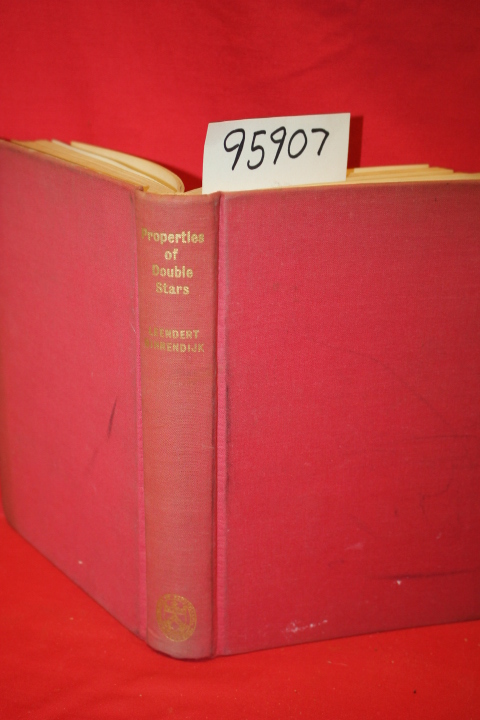 95907
Properties
of
Double
Stars
LEENDERT
BINNENDIJK